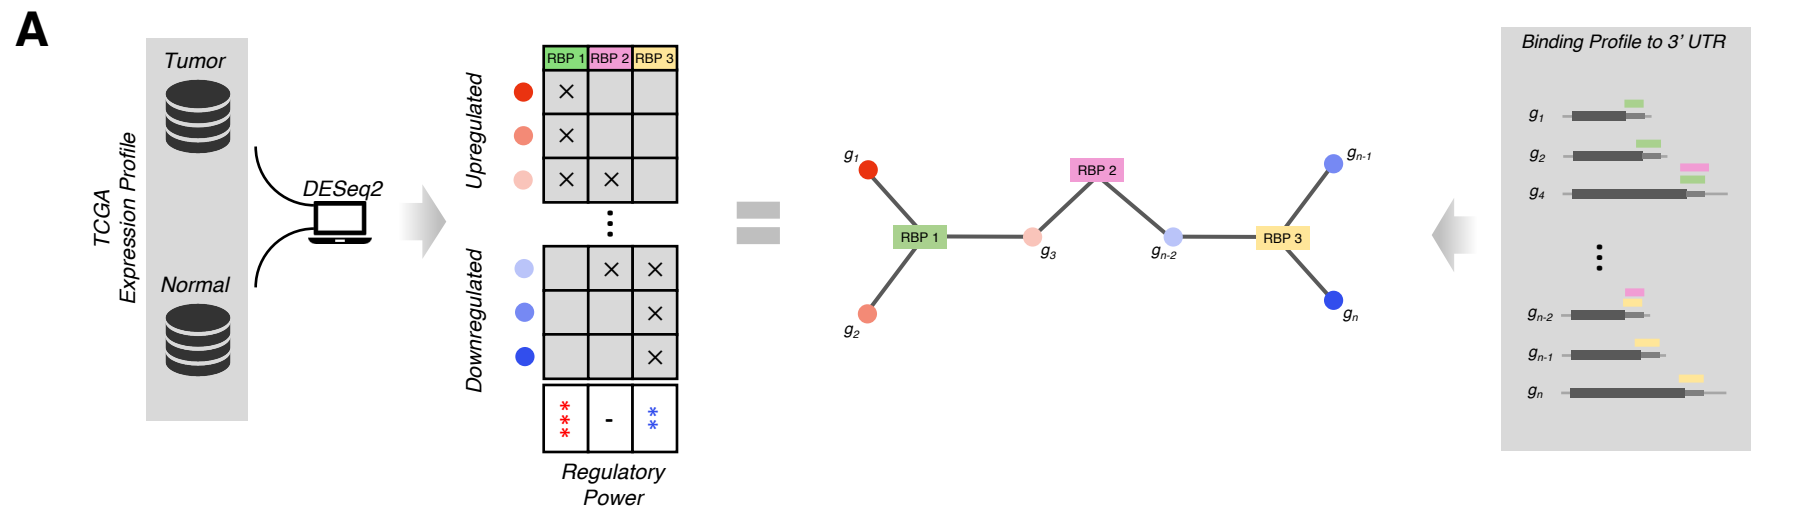 A
TCGA
Expression Profile
Tumor
Normal
DESeq2
Upregulated
Downregulated
RBP 1 RBP 2 RBP 3
×
×
× ×
× ×
×
×
*** - **
Regulatory
Power
g1
g2
RBP 1
g3
RBP 2
gn-2
RBP 3
gn-1
gn
Binding Profile to 3’ UTR
g1
g2
g4
gn-2
gn-1
gn